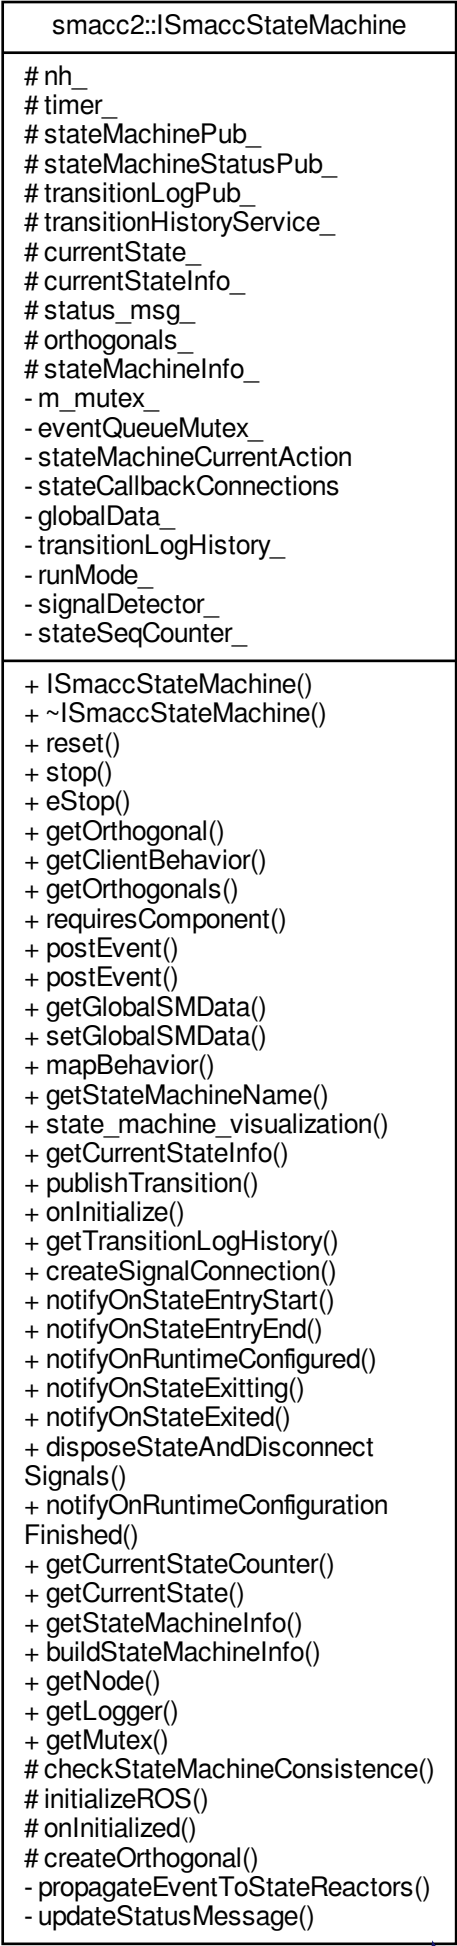 smacc2::ISmaccStateMachine
# nh_
# timer_
# stateMachinePub_
# stateMachineStatusPub_
# transitionLogPub_
# transitionHistoryService_
# currentState_
# currentStateInfo_
# status_msg_
# orthogonals_
# stateMachineInfo_
- m_mutex_
- eventQueueMutex_
- stateMachineCurrentAction
- stateCallbackConnections
- globalData_
- transitionLogHistory_
- runMode_
- signalDetector_
- stateSeqCounter_
+ ISmaccStateMachine()
+ ~ISmaccStateMachine()
+ reset()
+ stop()
+ eStop()
+ getOrthogonal()
+ getClientBehavior()
+ getOrthogonals()
+ requiresComponent()
+ postEvent()
+ postEvent()
+ getGlobalSMData()
+ setGlobalSMData()
+ mapBehavior()
+ getStateMachineName()
+ state_machine_visualization()
+ getCurrentStateInfo()
+ publishTransition()
+ onInitialize()
+ getTransitionLogHistory()
+ createSignalConnection()
+ notifyOnStateEntryStart()
+ notifyOnStateEntryEnd()
+ notifyOnRuntimeConfigured()
+ notifyOnStateExitting()
+ notifyOnStateExited()
+ disposeStateAndDisconnect
Signals()
+ notifyOnRuntimeConfiguration
Finished()
+ getCurrentStateCounter()
+ getCurrentState()
+ getStateMachineInfo()
+ buildStateMachineInfo()
+ getNode()
+ getLogger()
+ getMutex()
# checkStateMachineConsistence()
# initializeROS()
# onInitialized()
# createOrthogonal()
- propagateEventToStateReactors()
- updateStatusMessage()